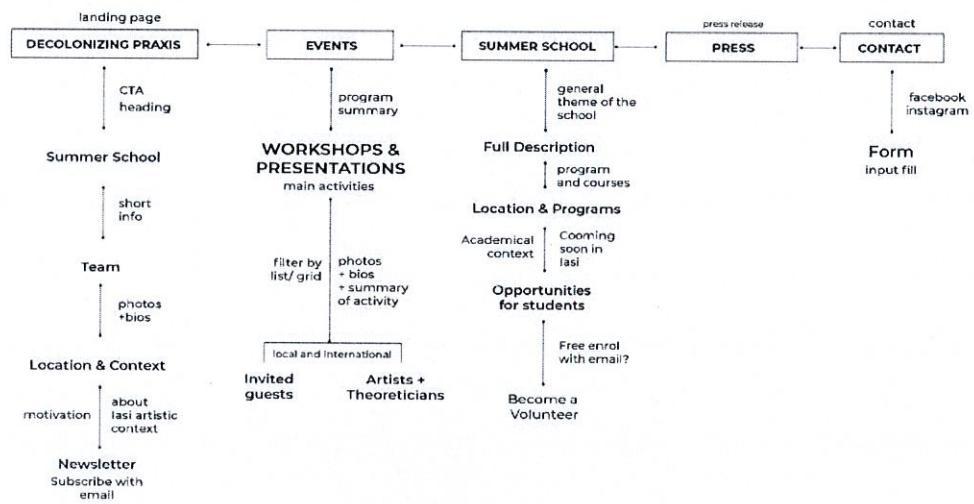 landing page
DECOLONIZING PRAXIS
CTA
heading
Summer School
short
info
Team
photos
+bios
Location & Context
motivation
about
Iasi artistic
context
Newsletter
Subscribe with
email
EVENTS
program
summary
WORKSHOPS &
PRESENTATIONS
main activities
filter by
list/ grid
photos
+ bios
+ summary
of activity
local and international
Invited
guests
Artists +
Theoreticians
SUMMER SCHOOL
general
theme of the
school
Full Description
program
and courses
Location & Programs
Academical
context
Cooming
soon in
Iasi
Opportunities
for students
Free enrol
with email?
Become a
Volunteer
press release
PRESS
contact
CONTACT
facebook
instagram
Form
input fill